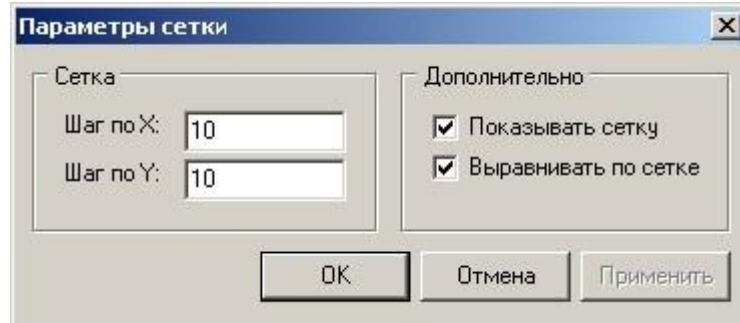 Параметры сетки
Сетка
Шаг по X: 10
Шаг по Y: 10
Дополнительно
Показывать сетку
Выравнивать по сетке
OK Отмена Применить